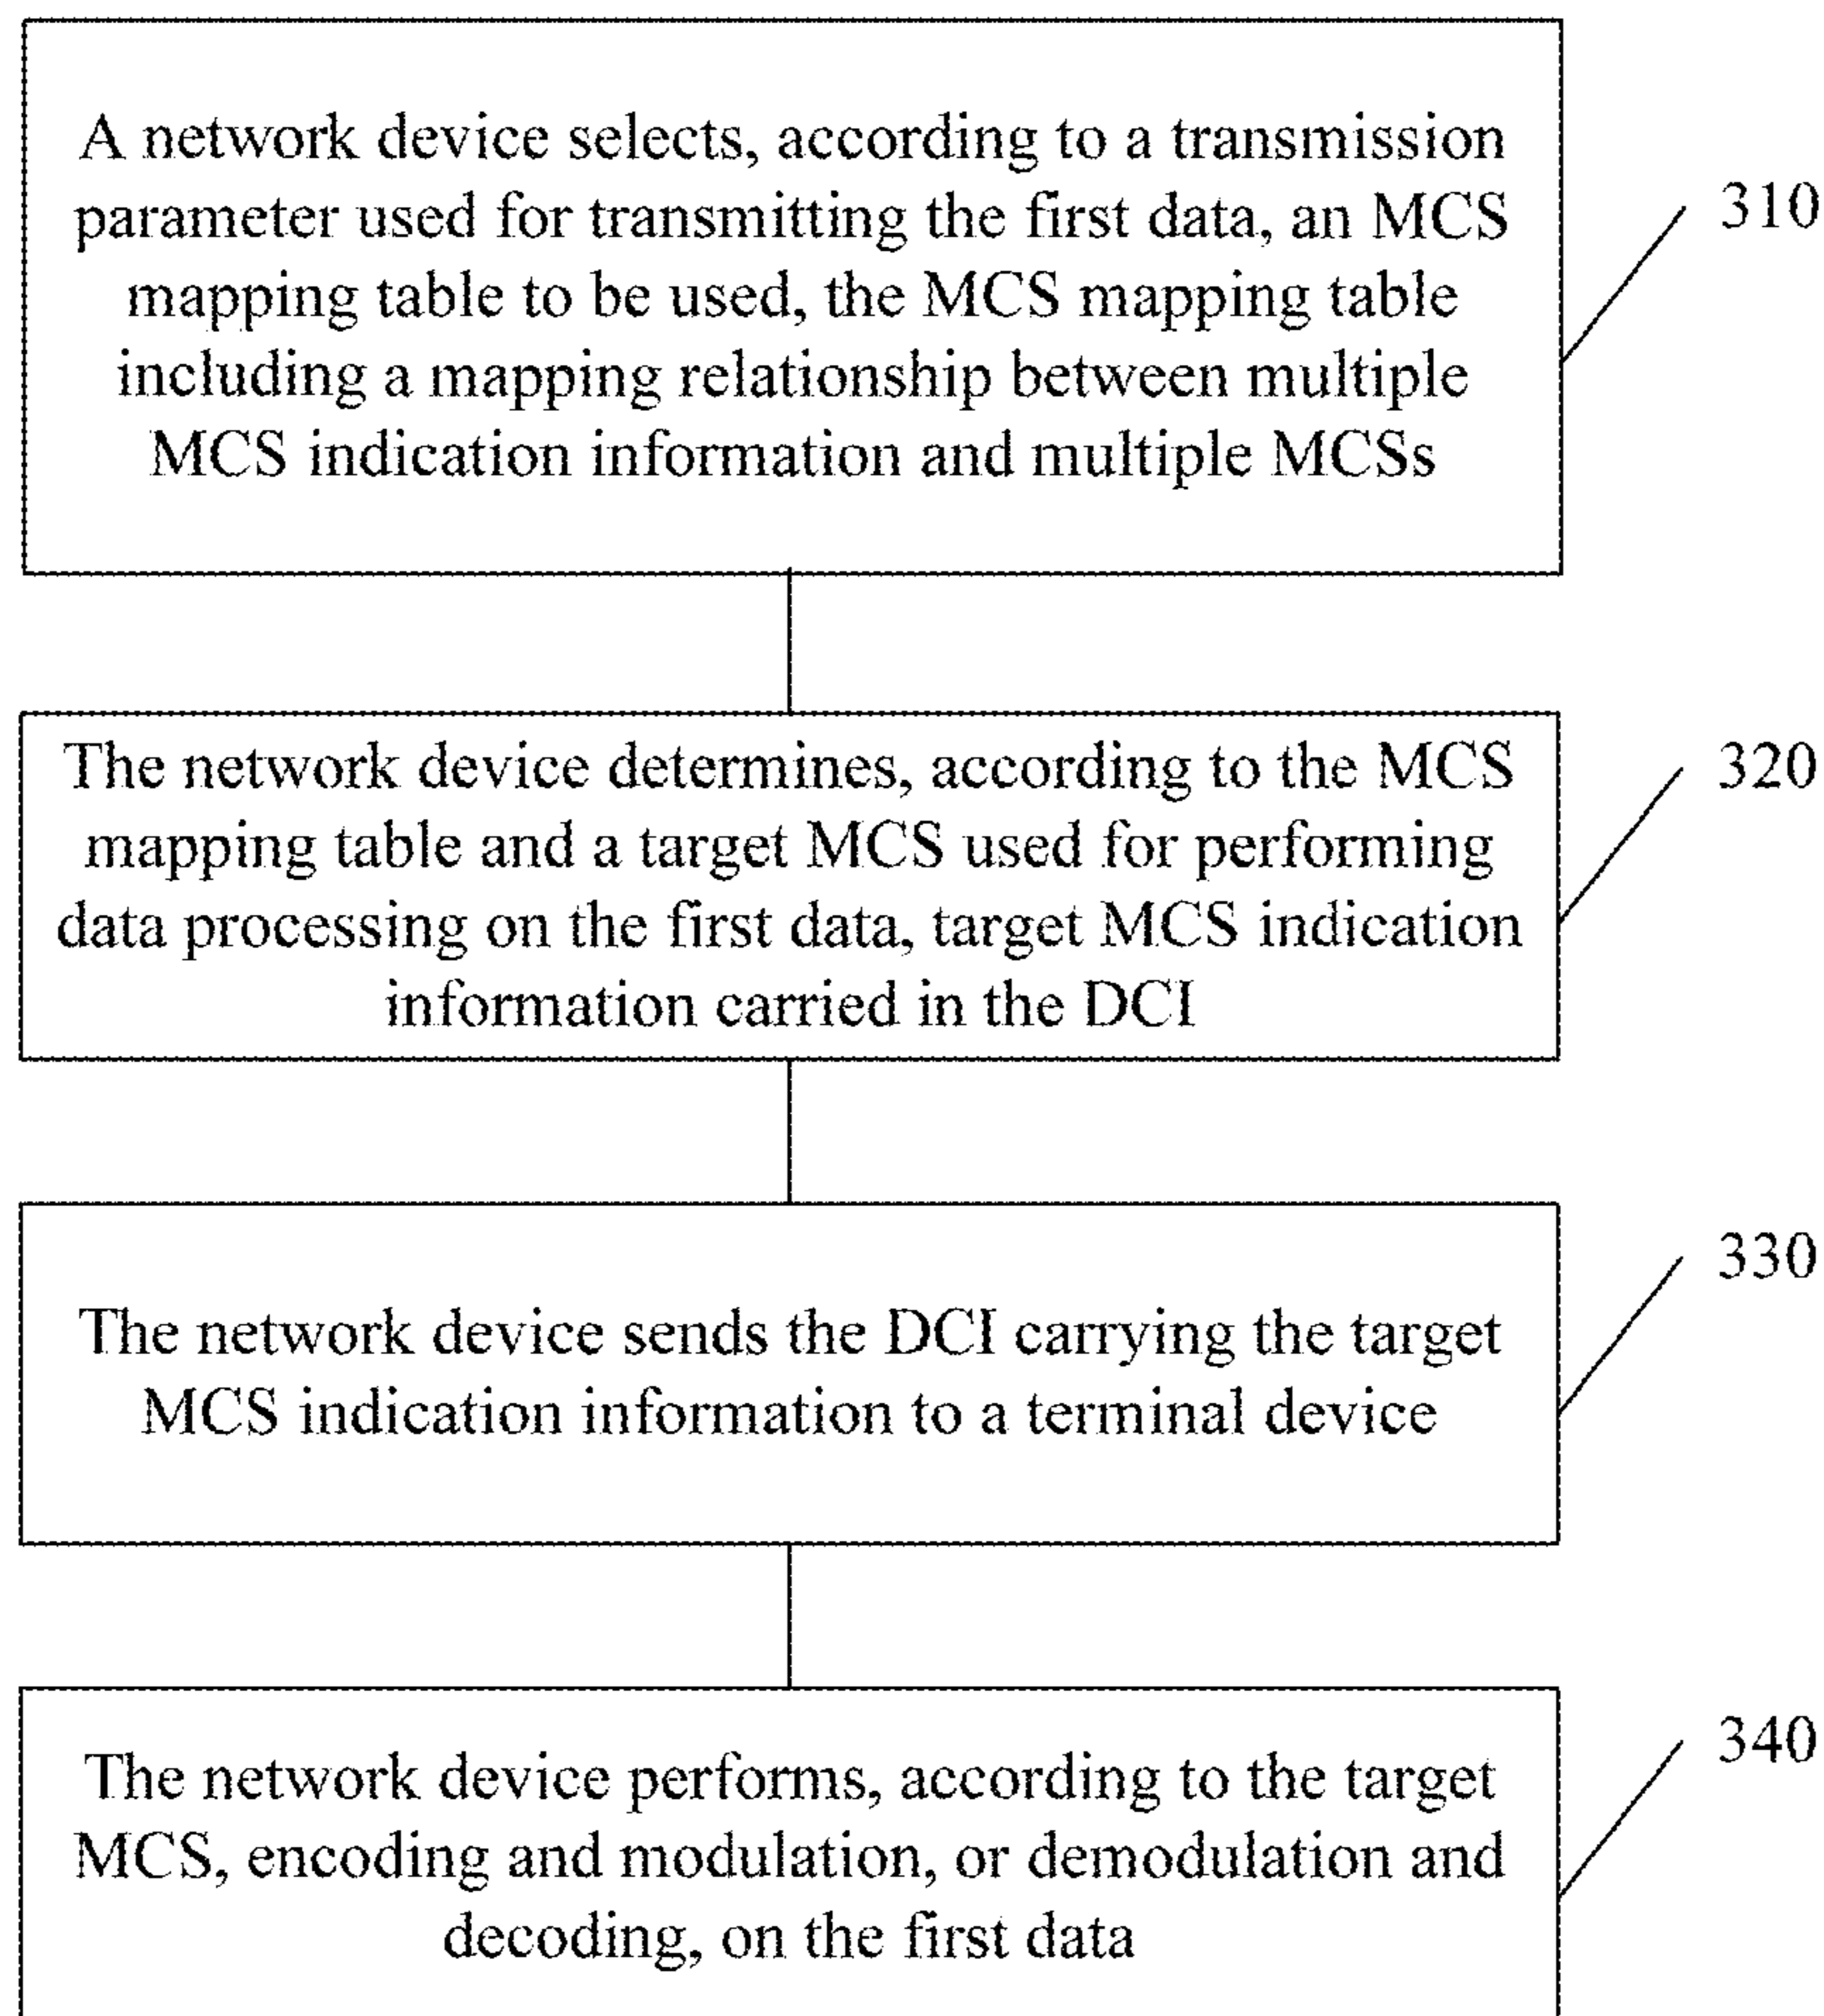 A network device selects, according to a transmission
parameter used for transmitting the first data, an MCS
mapping table to be used, the MCS mapping table
including a mapping relationship between multiple
MCS indication information and multiple MCSs
310
The network device determines, according to the MCS
mapping table and a target MCS used for performing
data processing on the first data, target MCS indication
information carried in the DCI
320
The network device sends the DCI carrying the target
MCS indication information to a terminal device
330
The network device performs, according to the target
MCS, encoding and modulation, or demodulation and
decoding, on the first data
340